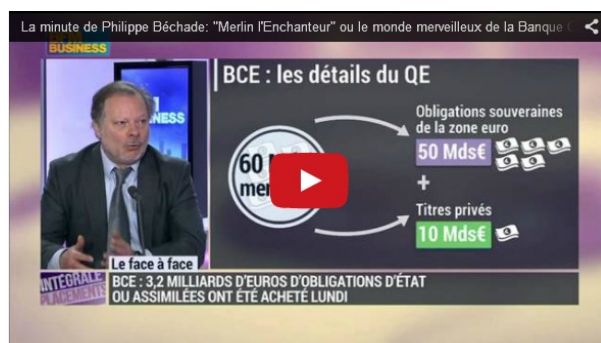 La minute de Philippe Béchade: "Merlin l'Enchanteur" ou le monde merveilleux de la Banque
BUSINESS
BCE : les détails du QE
Obligations souveraines
de la zone euro
50 Mds€
60
+
Titres privés
10 Mds€
Le face à face
INTÉGRALE
PLACEMENTS
BCE : 3,2 MILLIARDS D'EUROS D'OBLIGATIONS D'ÉTAT
OU ASSIMILÉES ONT ÉTÉ ACHETÉ LUNDI